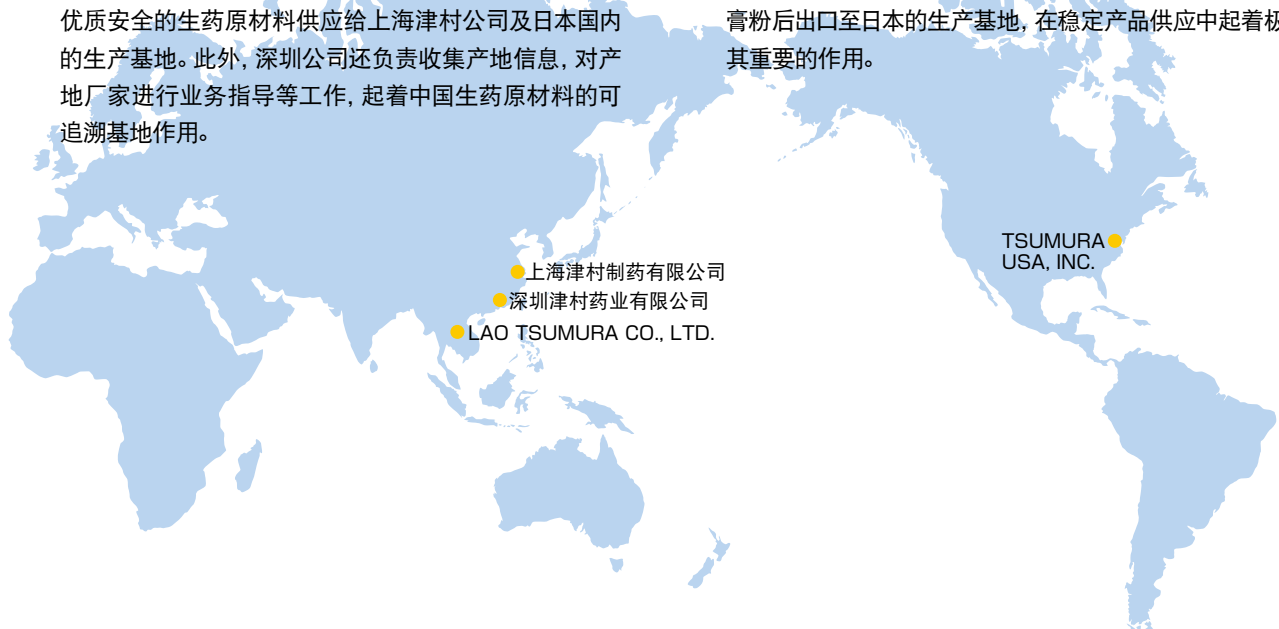 优质安全的生药原材料供应给上海津村公司及日本国内
的生产基地。此外, 深圳公司还负责收集产地信息, 对产
地厂家进行业务指导等工作, 起着中国生药原材料的可
追溯基地作用。
膏粉后出口至日本的生产基地, 在稳定产品供应中起着极
其重要的作用。
上海津村制药有限公司
深圳津村药业有限公司
LAO TSUMURA CO., LTD.
TSUMURA
USA, INC.